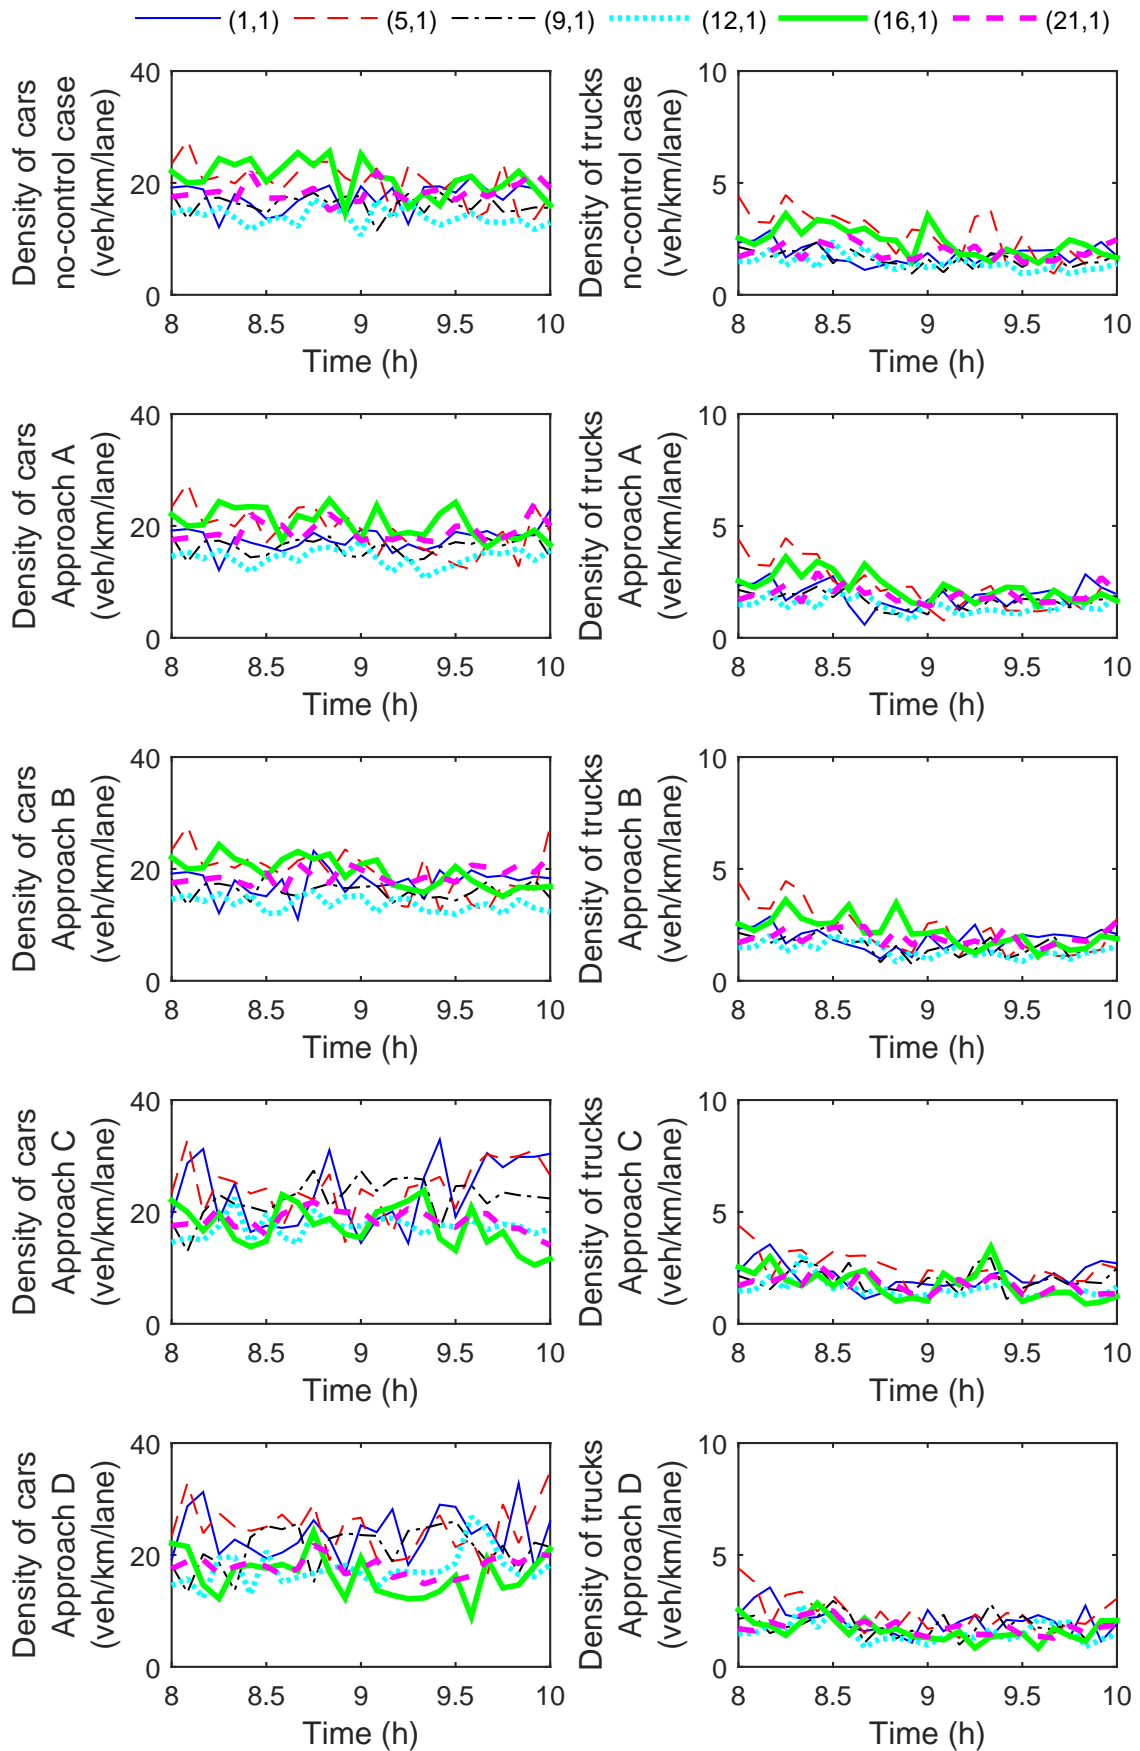 (1,1) (5,1) (9,1) (12,1) (16,1) (21,1)
Density of cars
no-control case
(veh/km/lane)
40
20
0
8 8.5 9 9.5 10
Time (h)
Density of trucks
no-control case
(veh/km/lane)
10
5
0
8 8.5 9 9.5 10
Time (h)
Density of cars
Approach A
(veh/km/lane)
40
20
0
8 8.5 9 9.5 10
Time (h)
Density of trucks
Approach A
(veh/km/lane)
10
5
0
8 8.5 9 9.5 10
Time (h)
Density of cars
Approach B
(veh/km/lane)
40
20
0
8 8.5 9 9.5 10
Time (h)
Density of trucks
Approach B
(veh/km/lane)
10
5
0
8 8.5 9 9.5 10
Time (h)
Density of cars
Approach C
(veh/km/lane)
40
20
0
8 8.5 9 9.5 10
Time (h)
Density of trucks
Approach C
(veh/km/lane)
10
5
0
8 8.5 9 9.5 10
Time (h)
Density of cars
Approach D
(veh/km/lane)
40
20
0
8 8.5 9 9.5 10
Time (h)
Density of trucks
Approach D
(veh/km/lane)
10
5
0
8 8.5 9 9.5 10
Time (h)